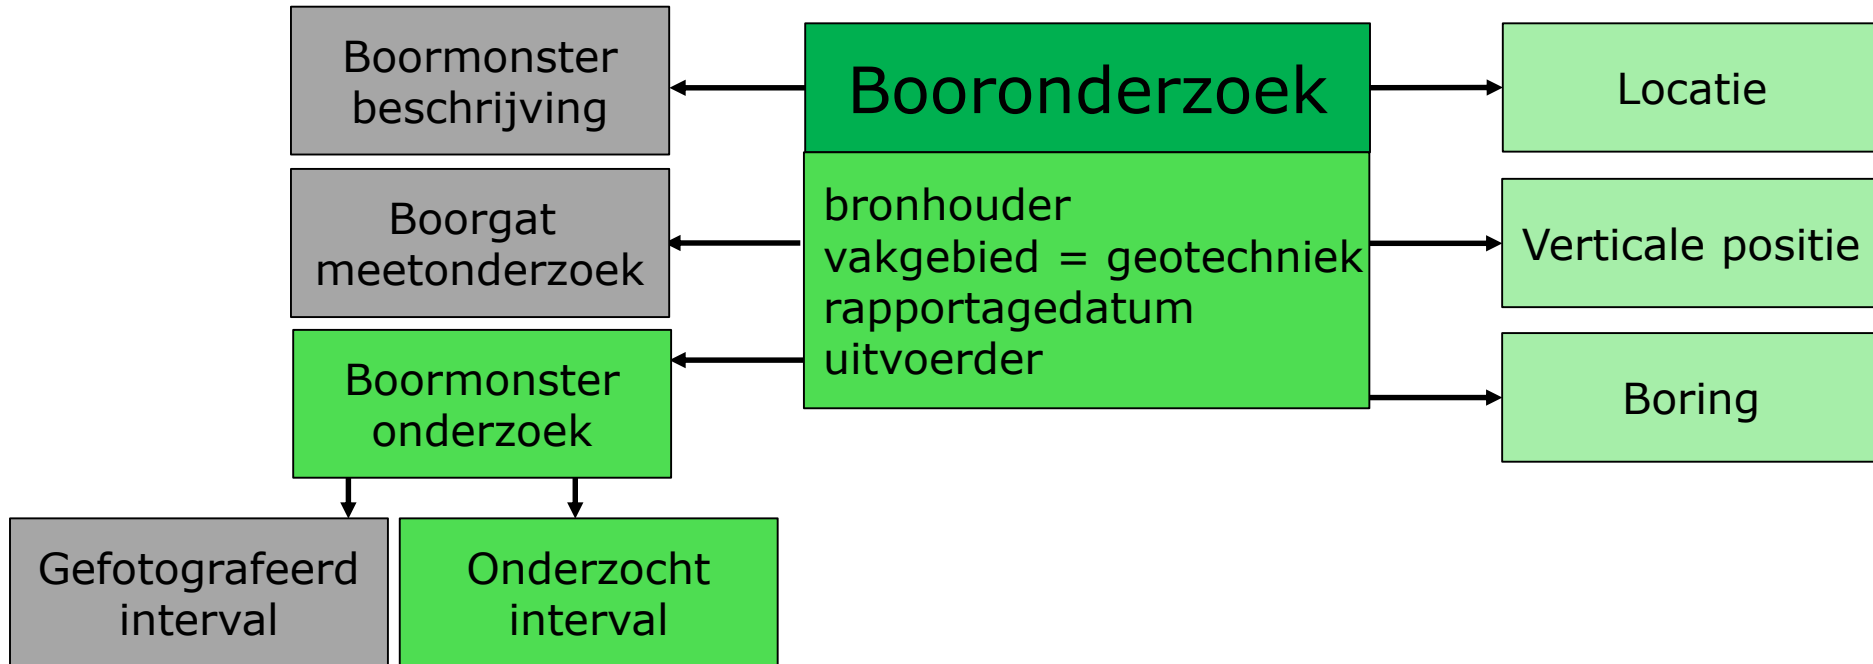 Boormonster
beschrijving
Booronderzoek
Locatie
Boorgat
meetonderzoek
bronhouder
vakgebied = geotechniek
rapportagedatum
uitvoerder
Verticale positie
Boormonster
onderzoek
Boring
Gefotografeerd
interval
Onderzocht
interval